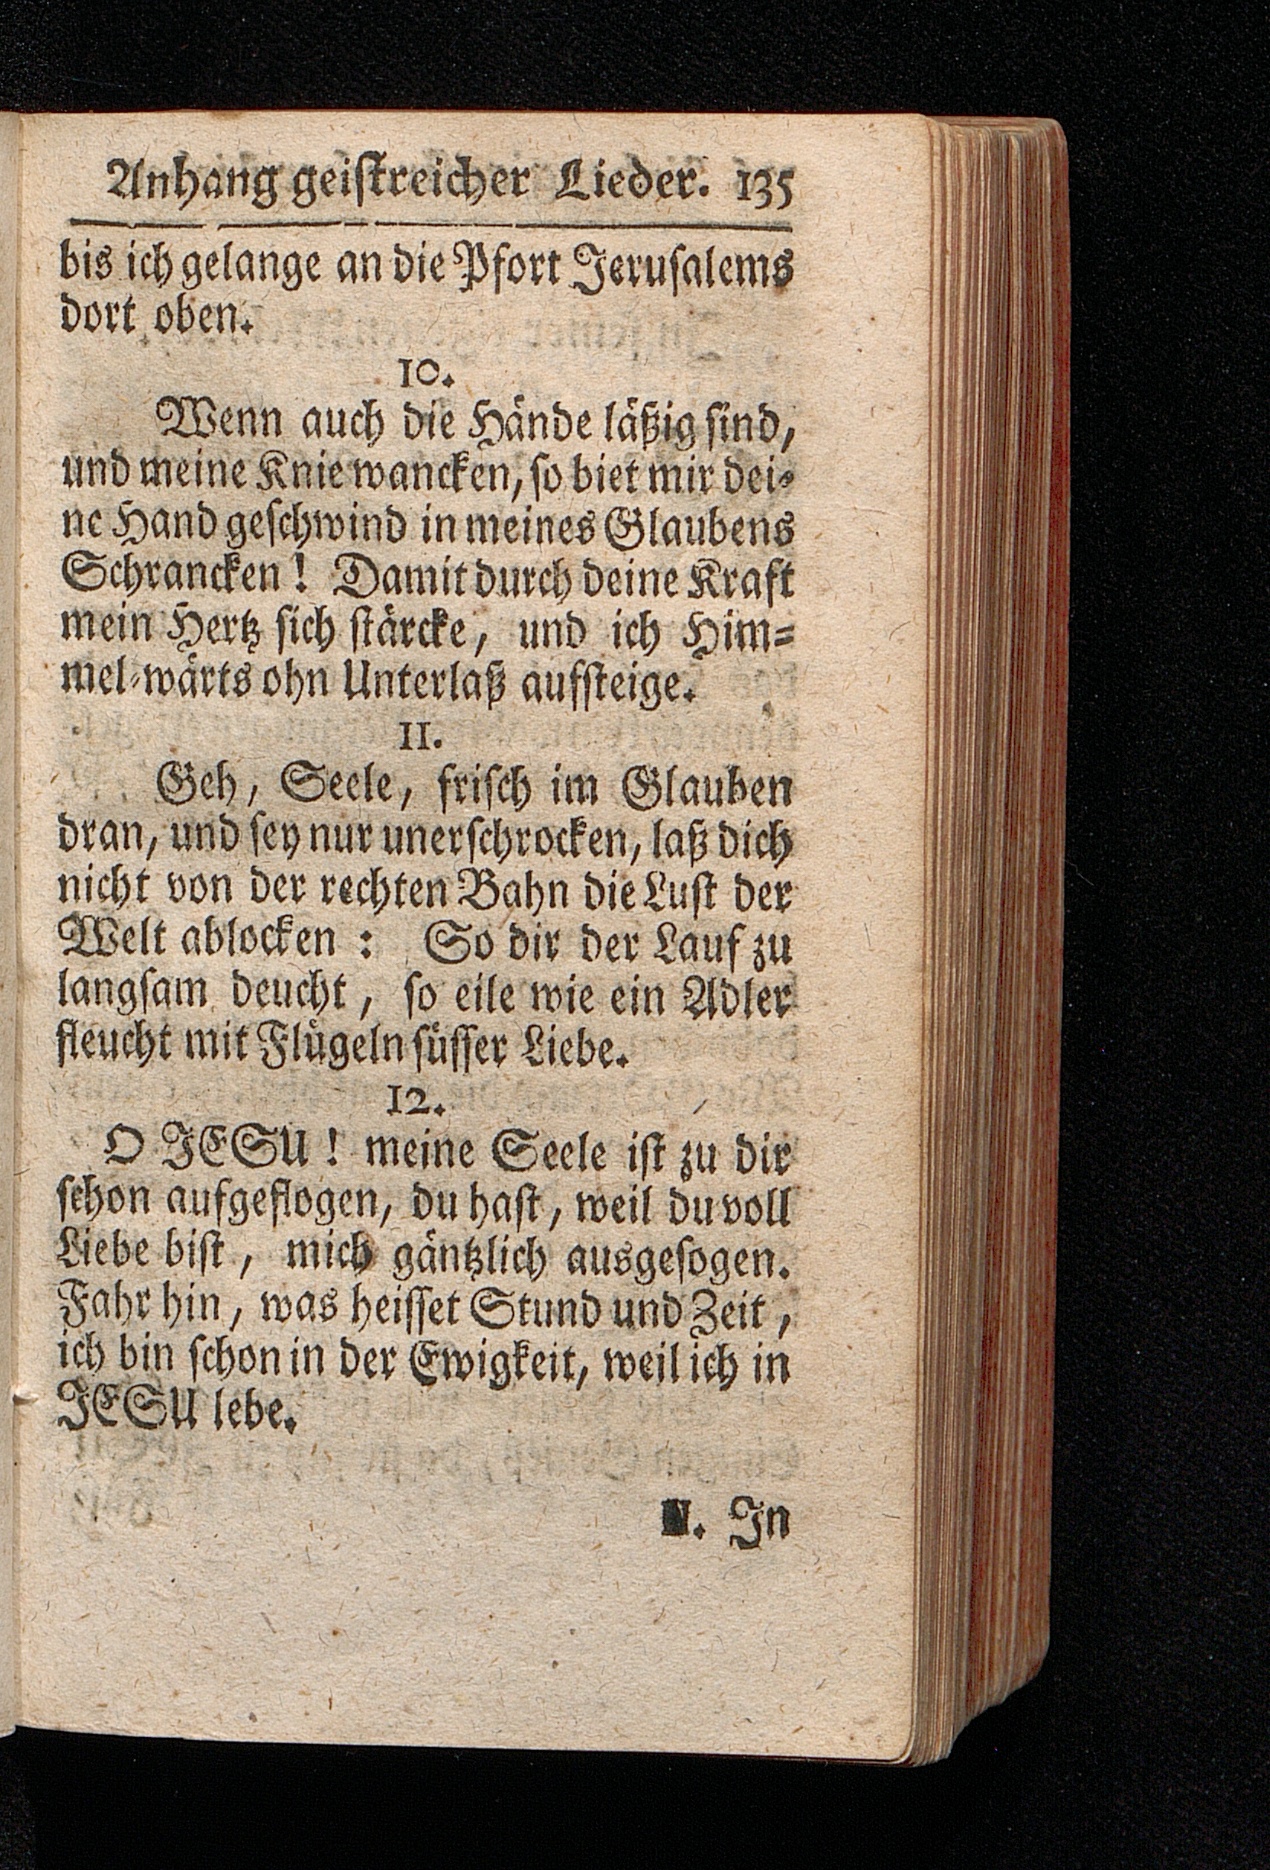 Anhang geistreicher Lieder. 135
bis ich gelange an die Pfort Jerusalems
dort oben.
10.
Wenn auch die Hände läßig sind,
und meine Knie wancken, so biet mir dei-
ne Hand geschwind in meines Glaubens
Schrancken! Damit durch deine Kraft
mein Hertz sich stärcke, und ich Him-
mel-wärts ohn Unterlaß aufsteige.
11.
Geh, Seele, frisch im Glauben
dran, und sey nur unerschrocken, laß dich
nicht von der rechten Bahn die Lust der
Welt ablocken: So dir der Lauf zu
langsam deucht, so eile wie ein Adler
fleucht mit Flügeln süsser Liebe.
12.
O JESU! meine Seele ist zu dir
schon aufgeflogen, du hast, weil du voll
Liebe bist, mich gäntzlich ausgesogen.
Fahr hin, was heisset Stund und Zeit,
ich bin schon in der Ewigkeit, weil ich in
JESU lebe.
In